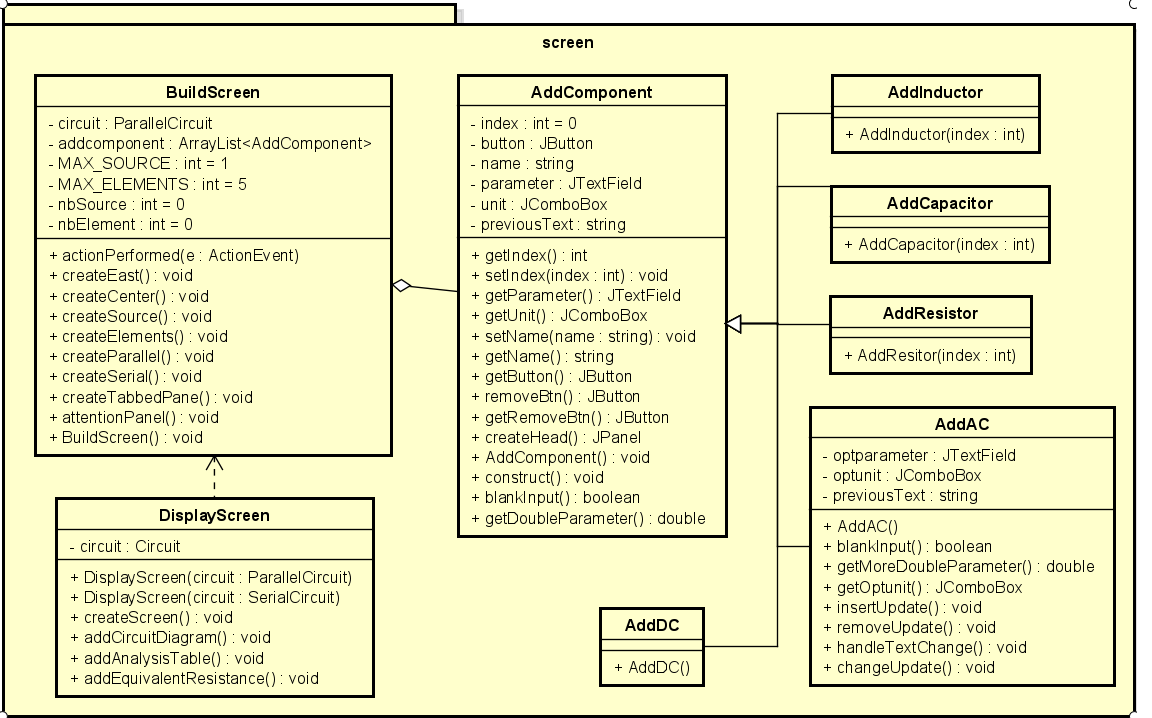 screen
BuildScreen
- circuit : ParallelCircuit
- addcomponent : ArrayList<AddComponent>
- MAX_SOURCE : int = 1
- MAX_ELEMENTS : int = 5
- nbSource : int = 0
- nbElement : int = 0
+ actionPerformed(e : ActionEvent)
+ createEast() : void
+ createCenter() : void
+ createSource() : void
+ createElements() : void
+ createParallel() : void
+ createSerial() : void
+ createTabbedPane() : void
+ attentionPanel() : void
+ BuildScreen() : void
DisplayScreen
- circuit : Circuit
+ DisplayScreen(circuit : ParallelCircuit)
+ DisplayScreen(circuit : SerialCircuit)
+ createScreen() : void
+ addCircuitDiagram() : void
+ addAnalysisTable() : void
+ addEquivalentResistance() : void
AddComponent
- index : int = 0
- button : JButton
- name : string
- parameter : JTextField
- unit : JComboBox
- previousText : string
+ getIndex() : int
+ setIndex(index : int) : void
+ getParameter() : JTextField
+ getUnit() : JComboBox
+ setName(name : string) : void
+ getName() : string
+ getButton() : JButton
+ removeBtn() : JButton
+ getRemoveBtn() : JButton
+ createHead() : JPanel
+ AddComponent() : void
+ construct() : void
+ blankInput() : boolean
+ getDoubleParameter() : double
AddInductor
+ AddInductor(index : int)
AddCapacitor
+ AddCapacitor(index : int)
AddResistor
+ AddResitor(index : int)
AddAC
- optparameter : JTextField
- optunit : JComboBox
- previousText : string
+ AddAC()
+ blankInput() : boolean
+ getMoreDoubleParameter() : double
+ getOptunit() : JComboBox
+ insertUpdate() : void
+ removeUpdate() : void
+ handleTextChange() : void
+ changeUpdate() : void
AddDC
+ AddDC()